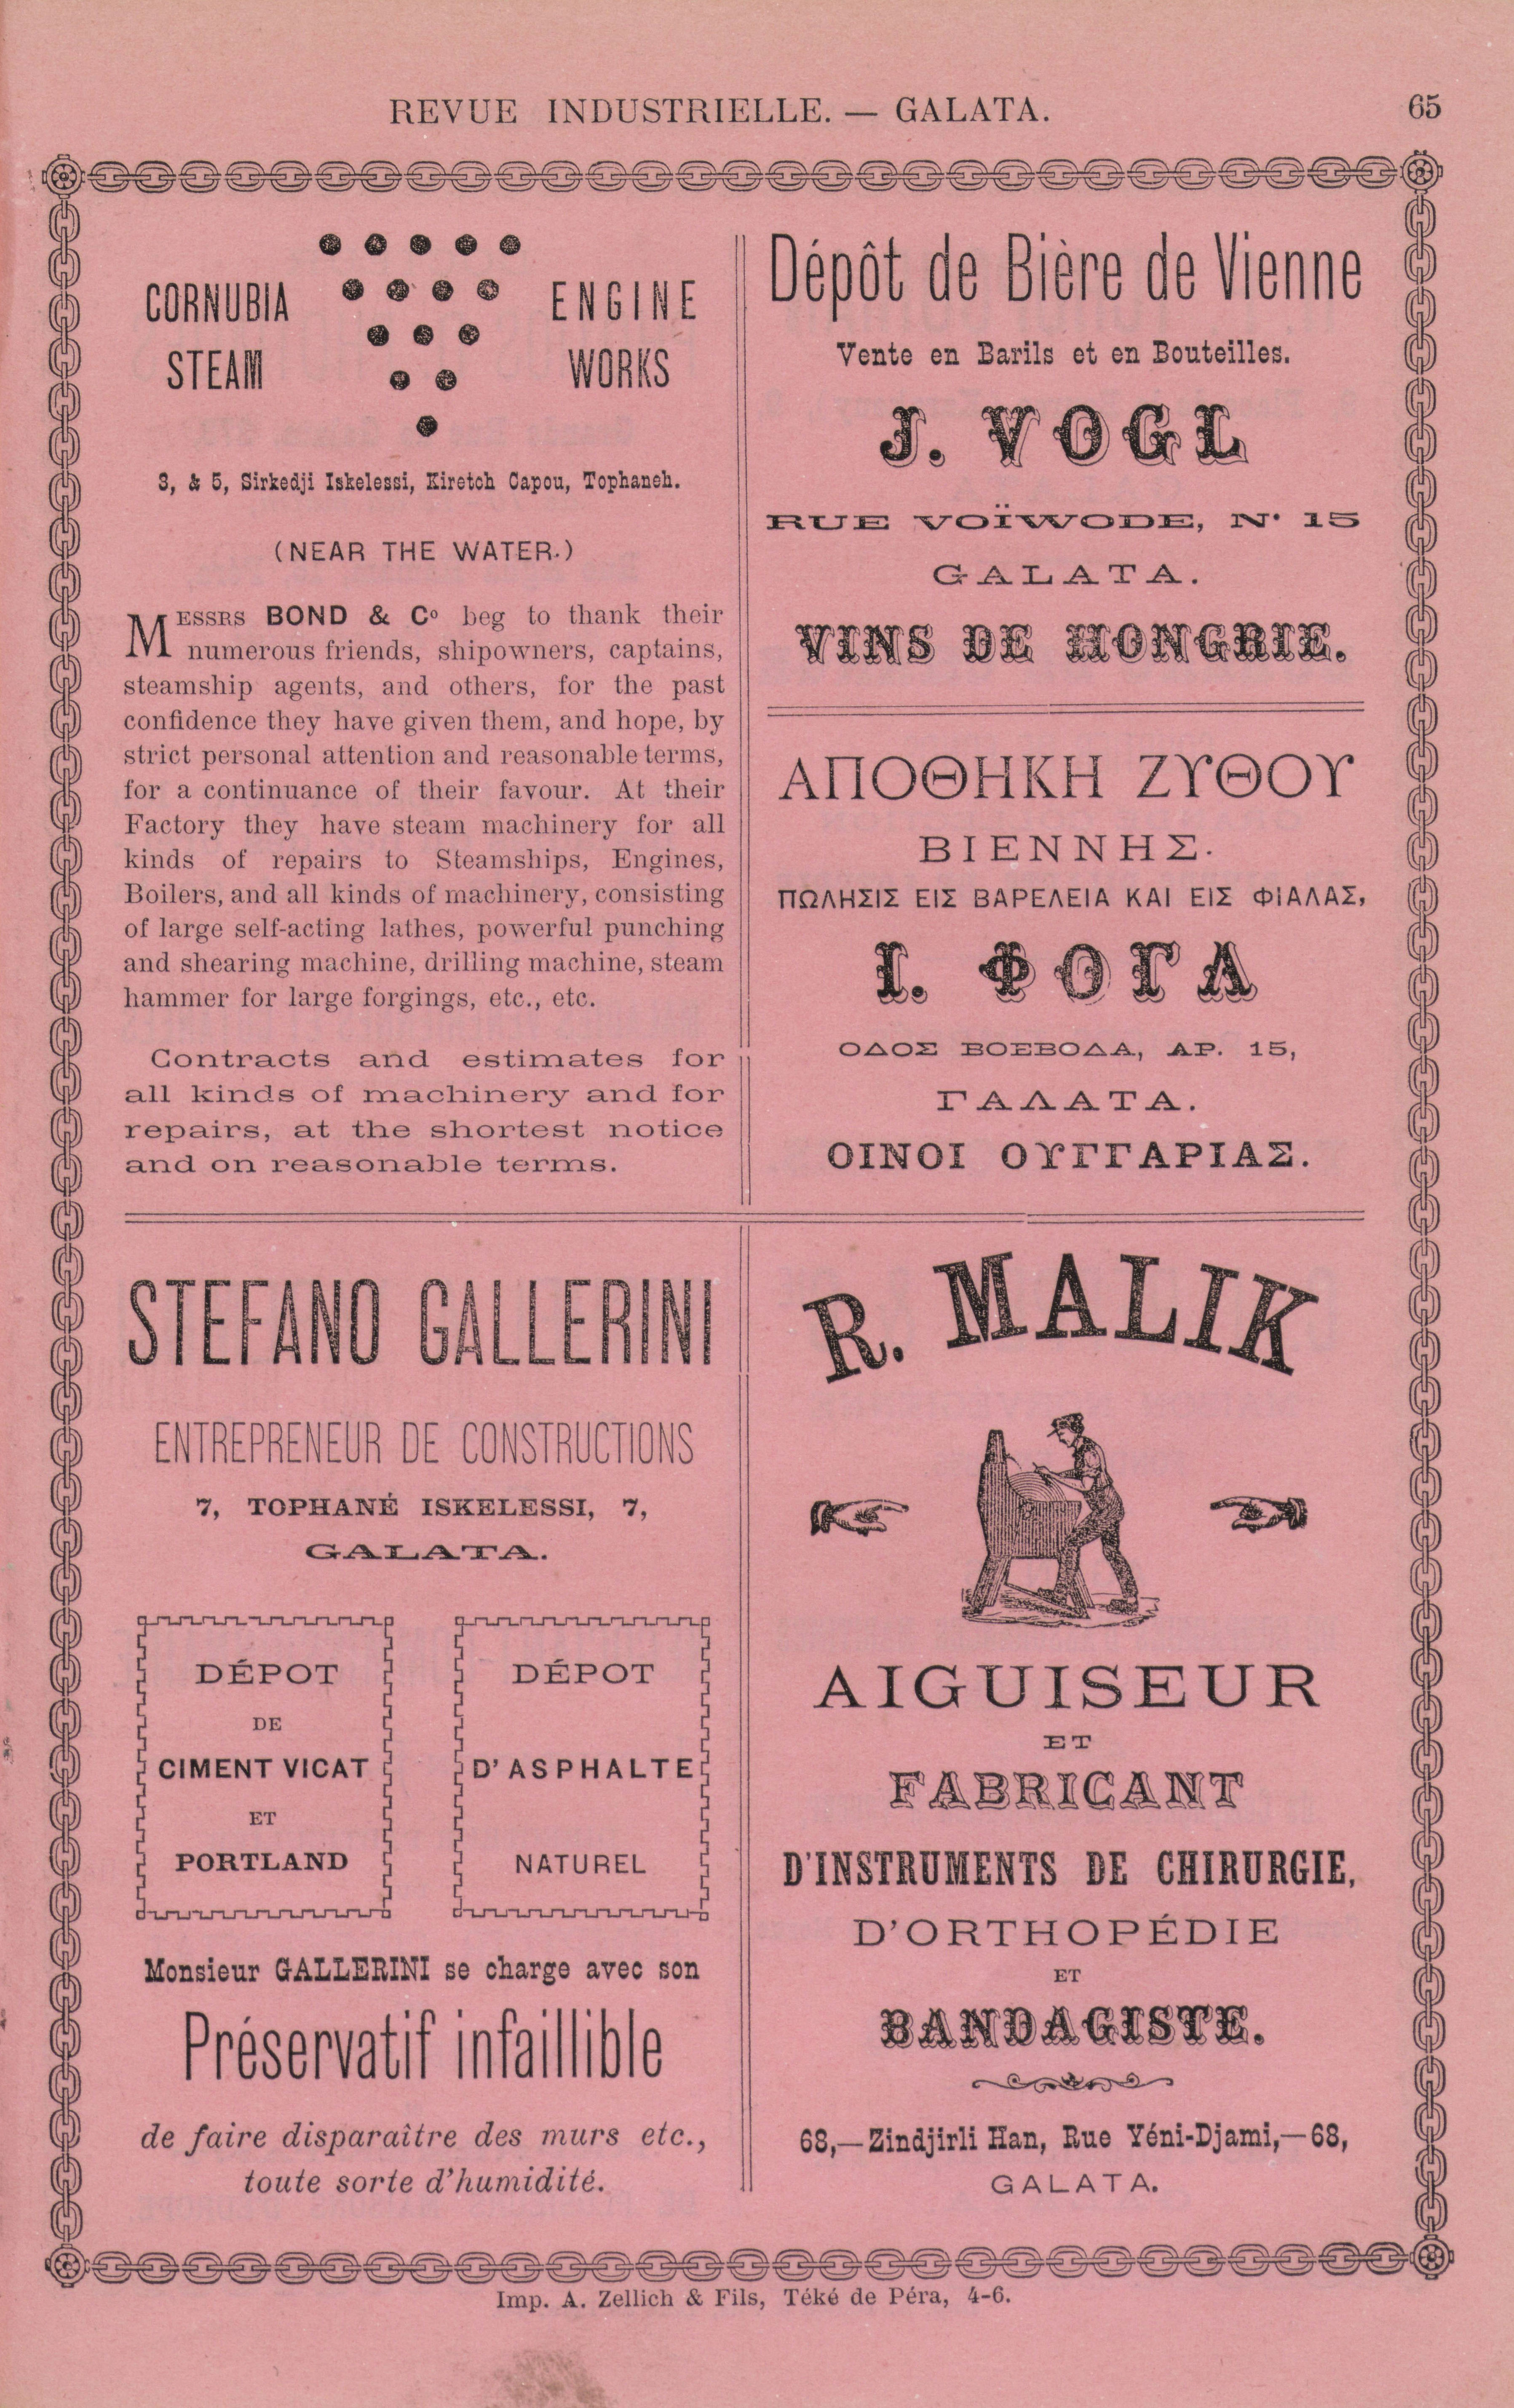 REVUE INDUSTRIELLE. — GALATA.
65
CORNUBIA ENGINE
STEAM WORKS
3, & 5, Sirkedji Iskelessi, Kiretch Capou, Tophaneh.
(NEAR THE WATER.)
MESSRS BOND & Co beg to thank their
numerous friends, shipowners, captains,
steamship agents, and others, for the past
confidence they have given them, and hope, by
strict personal attention and reasonable terms,
for a continuance of their favour. At their
Factory they have steam machinery for all
kinds of repairs to Steamships, Engines,
Boilers, and all kinds of machinery, consisting
of large self-acting lathes, powerful punching
and shearing machine, drilling machine, steam
hammer for large forgings, etc., etc.
Contracts and estimates for
all kinds of machinery and for
repairs, at the shortest notice
and on reasonable terms.
Dépôt de Bière de Vienne
Vente en Barils et en Bouteilles.
J. VOGL
RUE VOÏWODE, N° 15
GALATA.
VINS DE HONGRIE.
ΑΠΟΘΗΚΗ ΖΥΘΟΥ
ΒΙΕΝΝΗΣ.
ΠΩΛΗΣΙΣ ΕΙΣ ΒΑΡΕΛΕΙΑ ΚΑΙ ΕΙΣ ΦΙΑΛΑΣ,
Ι. ΦΟΓΛ
ΟΔΟΣ ΒΟΕΒΟΔΑ, ΑΡ. 15,
ΓΑΛΑΤΑ.
ΟΙΝΟΙ ΟΥΓΓΑΡΙΑΣ.
STEFANO GALLERINI
ENTREPRENEUR DE CONSTRUCTIONS
7, TOPHANÉ ISKELESSI, 7,
GALATA.
DÉPOT
DE
CIMENT VICAT
ET
PORTLAND
DÉPOT
D'ASPHALTE
NATUREL
Monsieur GALLERINI se charge avec son
Préservatif infaillible
de faire disparaître des murs etc.,
toute sorte d'humidité.
R. MALIK
AIGUISEUR
ET
FABRICANT
D'INSTRUMENTS DE CHIRURGIE,
D'ORTHOPÉDIE
ET
BANDAGISTE.
68,—Zindjirli Han, Rue Yéni-Djami,—68,
GALATA.
Imp. A. Zellich & Fils, Téké de Péra, 4-6.